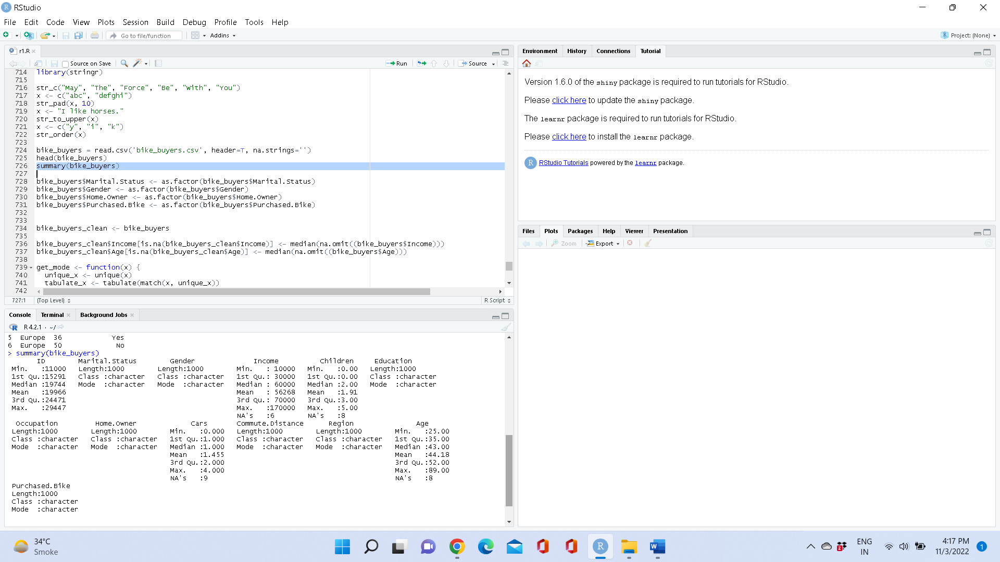 RStudio
File Edit Code View Plots Session Build Debug Profile Tools Help
Go to file/function Addins Project: (None)
r1.R
Source on Save Run Source
714 library(stringr)
715
716 str_c("May", "The", "Force", "Be", "With", "You")
717 x <- c("abc", "defghi")
718 str_pad(x, 10)
719 x <- "I like horses."
720 str_to_upper(x)
721 x <- c("y", "i", "k")
722 str_order(x)
723
724 bike_buyers = read.csv('bike_buyers.csv', header=T, na.strings='')
725 head(bike_buyers)
726 summary(bike_buyers)
727
728 bike_buyers$Marital.Status <- as.factor(bike_buyers$Marital.Status)
729 bike_buyers$Gender <- as.factor(bike_buyers$Gender)
730 bike_buyers$Home.Owner <- as.factor(bike_buyers$Home.Owner)
731 bike_buyers$Purchased.Bike <- as.factor(bike_buyers$Purchased.Bike)
732
733
734 bike_buyers_clean <- bike_buyers
735
736 bike_buyers_clean$Income[is.na(bike_buyers_clean$Income)] <- median(na.omit((bike_buyers$Income)))
737 bike_buyers_clean$Age[is.na(bike_buyers_clean$Age)] <- median(na.omit((bike_buyers$Age)))
738
739 get_mode <- function(x) {
740 unique_x <- unique(x)
741 tabulate_x <- tabulate(match(x, unique_x))
742
727:1 (Top Level) R Script
Console Terminal Background Jobs
R 4.2.1 · ~/
5 Europe 36 Yes
6 Europe 50 No
> summary(bike_buyers)
ID Marital.Status Gender Income Children Education
Min. :11000 Length:1000 Length:1000 Min. : 10000 Min. :0.00 Length:1000
1st Qu.:15291 Class :character Class :character 1st Qu.: 30000 1st Qu.:0.00 Class :character
Median :19744 Mode :character Mode :character Median : 60000 Median :2.00 Mode :character
Mean :19966 Mean : 56268 Mean :1.91
3rd Qu.:24471 3rd Qu.: 70000 3rd Qu.:3.00
Max. :29447 Max. :170000 Max. :5.00
NA's :6 NA's :8
Occupation Home.Owner Cars Commute.Distance Region Age
Length:1000 Length:1000 Min. :0.000 Length:1000 Length:1000 Min. :25.00
Class :character Class :character 1st Qu.:1.000 Class :character Class :character 1st Qu.:35.00
Mode :character Mode :character Median :1.000 Mode :character Mode :character Median :43.00
Mean :1.455 Mean :44.18
3rd Qu.:2.000 3rd Qu.:52.00
Max. :4.000 Max. :89.00
NA's :9 NA's :8
Purchased.Bike
Length:1000
Class :character
Mode :character
Environment History Connections Tutorial
Version 1.6.0 of the shiny package is required to run tutorials for RStudio.
Please click here to update the shiny package.
The learnr package is required to run tutorials for RStudio.
Please click here to install the learnr package.
R RStudio Tutorials powered by the learnr package.
Files Plots Packages Help Viewer Presentation
Zoom Export
34°C
Smoke
ENG
IN
4:17 PM
11/3/2022
1